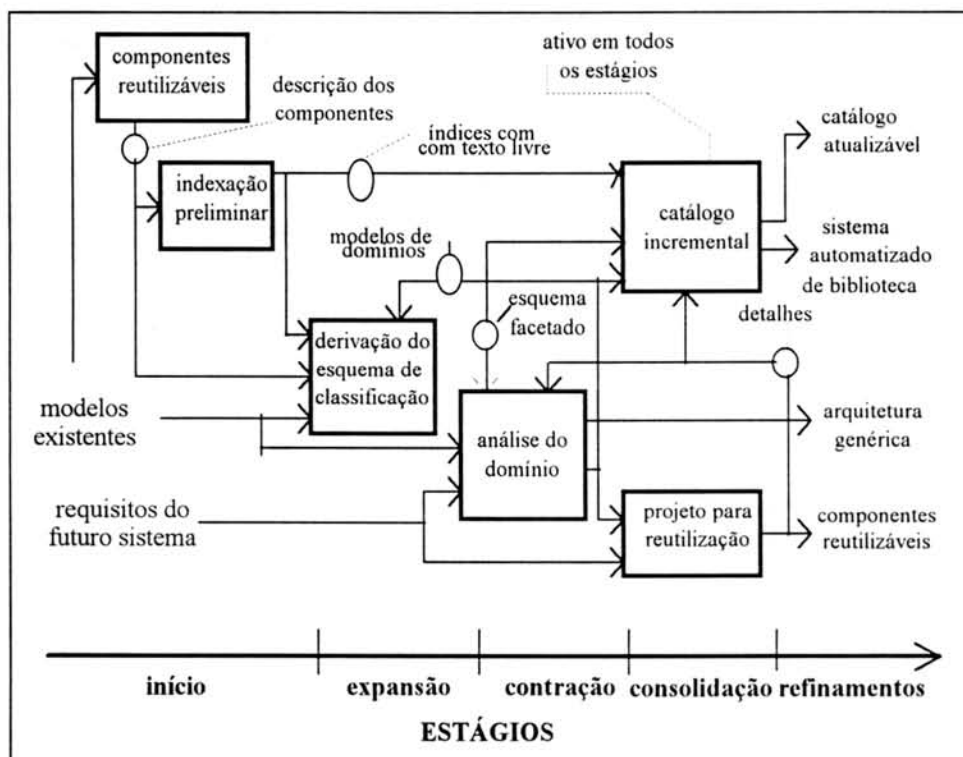 componentes
reutilizáveis
descrição dos
componentes
ativo em todos
os estágios
catálogo
atualizável
índices com
com texto livre
indexação
preliminar
catálogo
incremental
sistema
automatizado
de biblioteca
modelos de
domínios
esquema
facetado
detalhes
derivação do
esquema de
classificação
modelos
existentes
análise do
domínio
arquitetura
genérica
requisitos do
futuro sistema
projeto para
reutilização
componentes
reutilizáveis
início
expansão
contração
consolidação
refinamentos
ESTÁGIOS